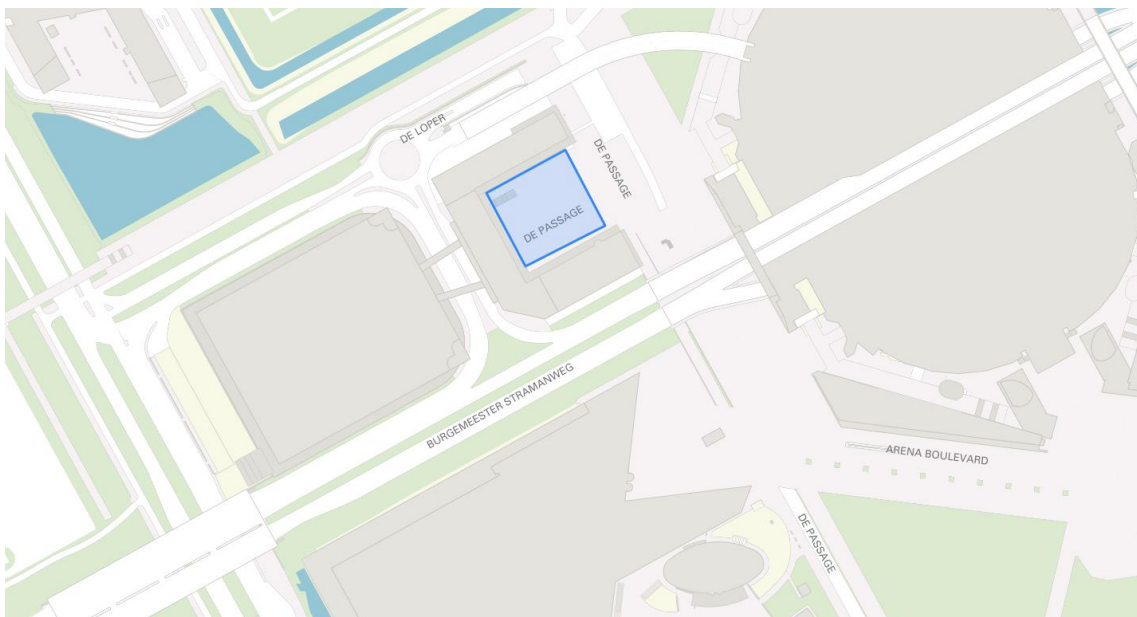 DE LOPER
DE PASSAGE
DE PASSAGE
BURGEMEESTER STRAMANWEG
ARENA BOULEVARD
DE PASSAGE